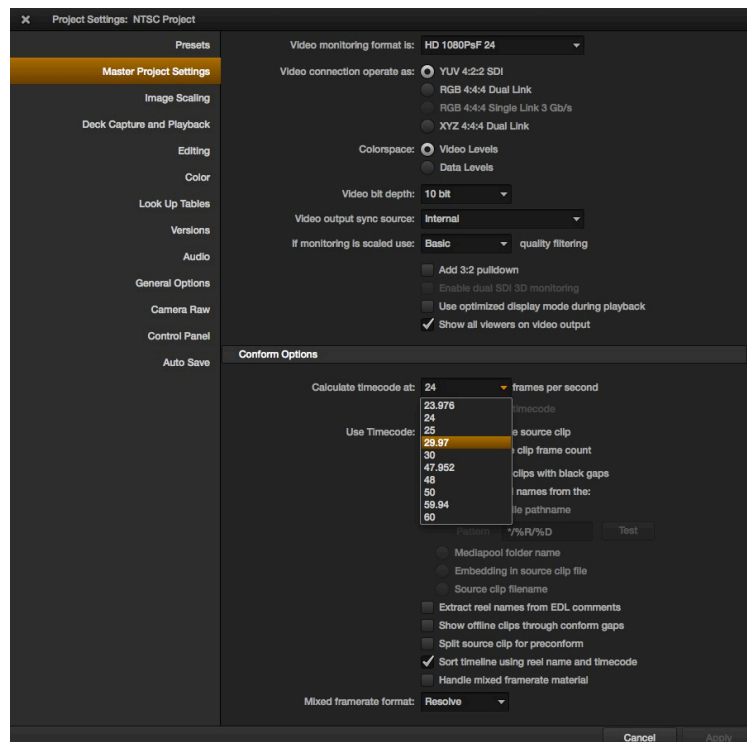 Project Settings: NTSC Project
Presets
Master Project Settings
Image Scaling
Deck Capture and Playback
Editing
Color
Look Up Tables
Versions
Audio
General Options
Camera Raw
Control Panel
Auto Save
Video monitoring format is: HD 1080PsF 24
Video connection operate as: YUV 4:2:2 SDI
RGB 4:4:4 Dual Link
RGB 4:4:4 Single Link 3 Gb/s
XYZ 4:4:4 Dual Link
Colorspace: Video Levels
Data Levels
Video bit depth: 10 bit
Video output sync source: Internal
If monitoring is scaled use: Basic quality filtering
Add 3:2 pulldown
Enable dual SDI 3D monitoring
Use optimized display mode during playback
Show all viewers on video output
Conform Options
Calculate timecode at: 24 frames per second
23.976 timecode
24
Use Timecode: 25 e source clip
29.97 clip frame count
30
47.952 clips with black gaps
48
50 names from the:
59.94 ile pathname
60
Pattern */%R/%D Test
Mediapool folder name
Embedding in source clip file
Source clip filename
Extract reel names from EDL comments
Show offline clips through conform gaps
Split source clip for preconform
Sort timeline using reel name and timecode
Handle mixed framerate material
Mixed framerate format: Resolve
Cancel Apply